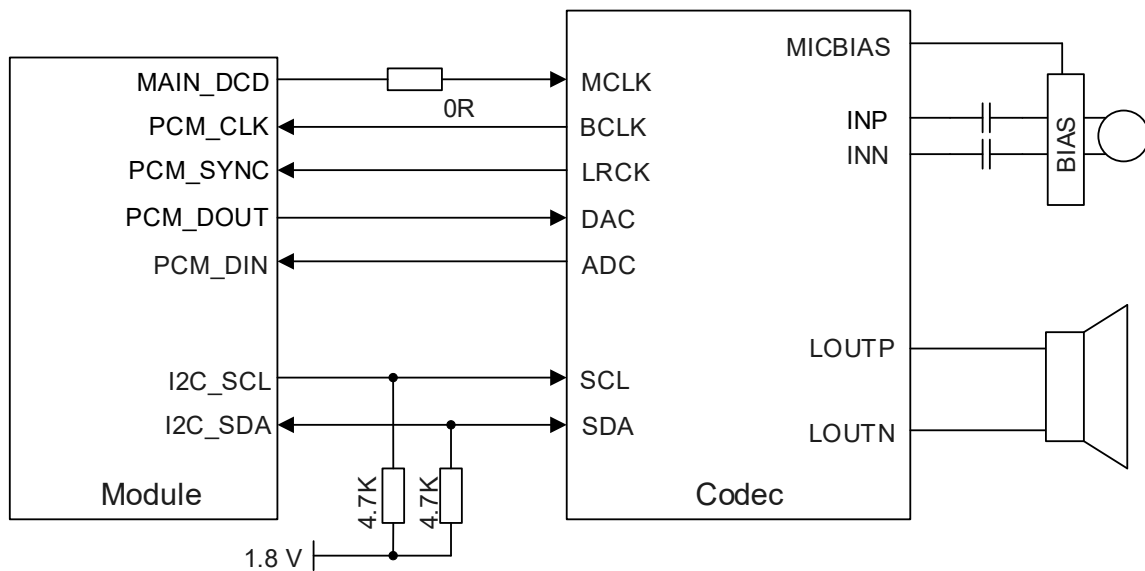 MAIN_DCD
PCM_CLK
PCM_SYNC
PCM_DOUT
PCM_DIN
I2C_SCL
I2C_SDA
Module
0R
4.7K
4.7K
1.8 V
MCLK
BCLK
LRCK
DAC
ADC
SCL
SDA
Codec
MICBIAS
INP
INN
LOUTP
LOUTN
BIAS